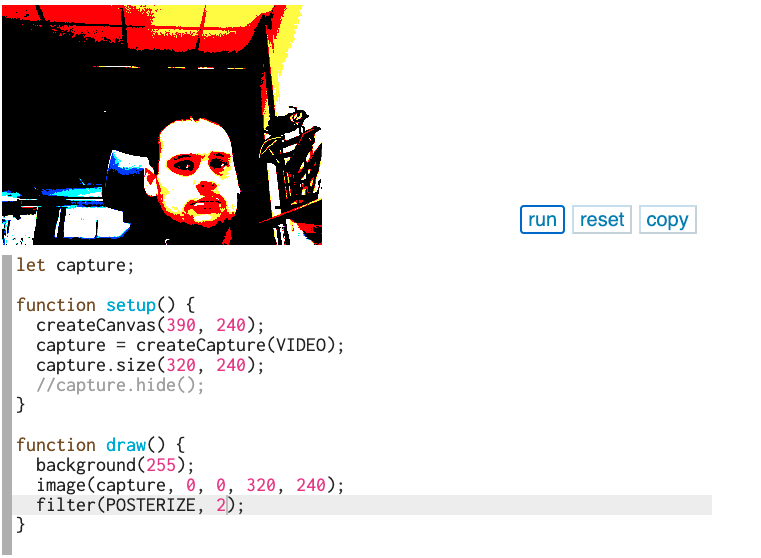 run reset copy
let capture;
function setup() {
  createCanvas(390, 240);
  capture = createCapture(VIDEO);
  capture.size(320, 240);
  //capture.hide();
}
function draw() {
  background(255);
  image(capture, 0, 0, 320, 240);
  filter(POSTERIZE, 2);
}